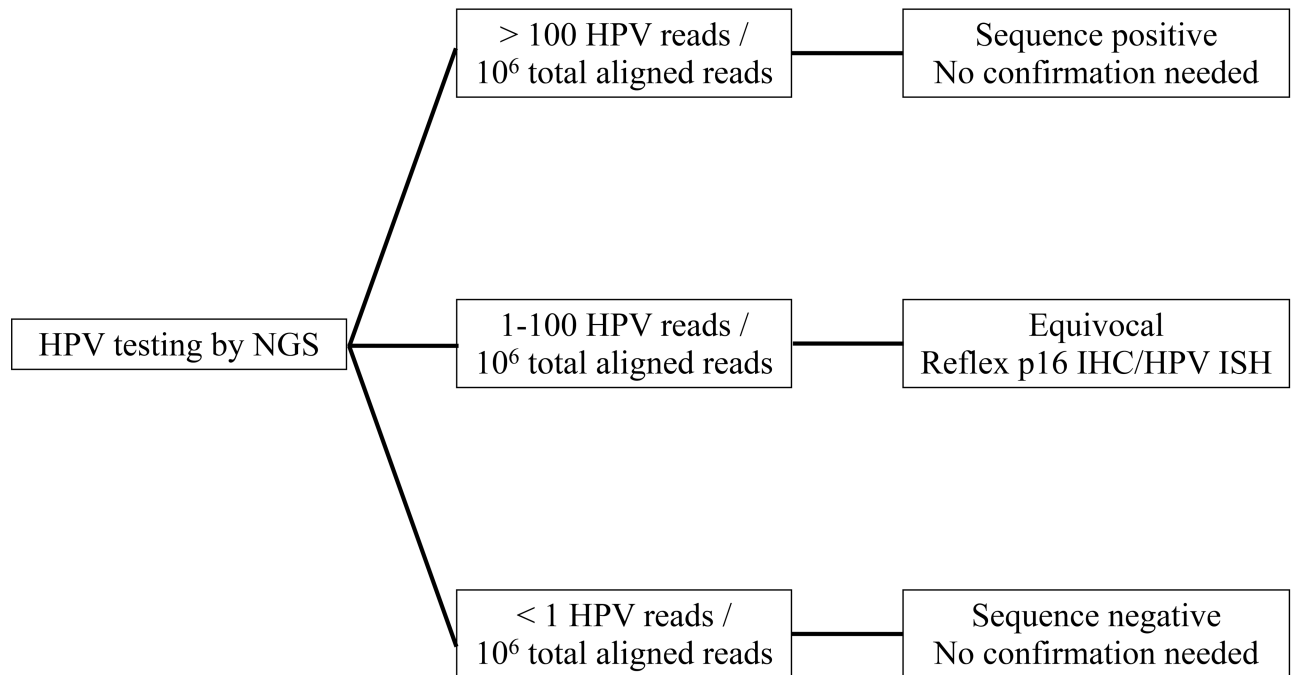 > 100 HPV reads /
10⁶ total aligned reads
Sequence positive
No confirmation needed
HPV testing by NGS
1-100 HPV reads /
10⁶ total aligned reads
Equivocal
Reflex p16 IHC/HPV ISH
< 1 HPV reads /
10⁶ total aligned reads
Sequence negative
No confirmation needed